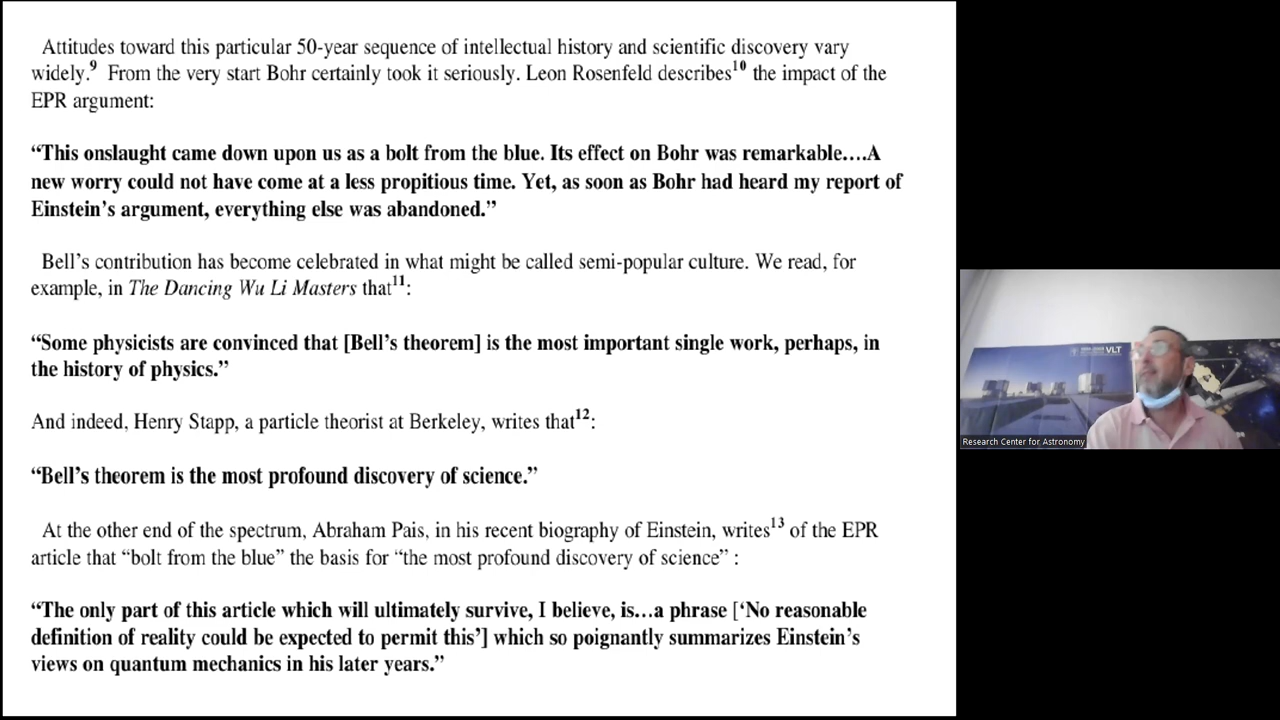 Attitudes toward this particular 50-year sequence of intellectual history and scientific discovery vary
widely.⁹ From the very start Bohr certainly took it seriously. Leon Rosenfeld describes¹⁰ the impact of the
EPR argument:
“This onslaught came down upon us as a bolt from the blue. Its effect on Bohr was remarkable….A
new worry could not have come at a less propitious time. Yet, as soon as Bohr had heard my report of
Einstein’s argument, everything else was abandoned.”
Bell’s contribution has become celebrated in what might be called semi-popular culture. We read, for
example, in The Dancing Wu Li Masters that¹¹:
“Some physicists are convinced that [Bell’s theorem] is the most important single work, perhaps, in
the history of physics.”
And indeed, Henry Stapp, a particle theorist at Berkeley, writes that¹²:
“Bell’s theorem is the most profound discovery of science.”
At the other end of the spectrum, Abraham Pais, in his recent biography of Einstein, writes¹³ of the EPR
article that “bolt from the blue” the basis for “the most profound discovery of science” :
“The only part of this article which will ultimately survive, I believe, is…a phrase [‘No reasonable
definition of reality could be expected to permit this’] which so poignantly summarizes Einstein’s
views on quantum mechanics in his later years.”
VLT
Research Center for Astronomy